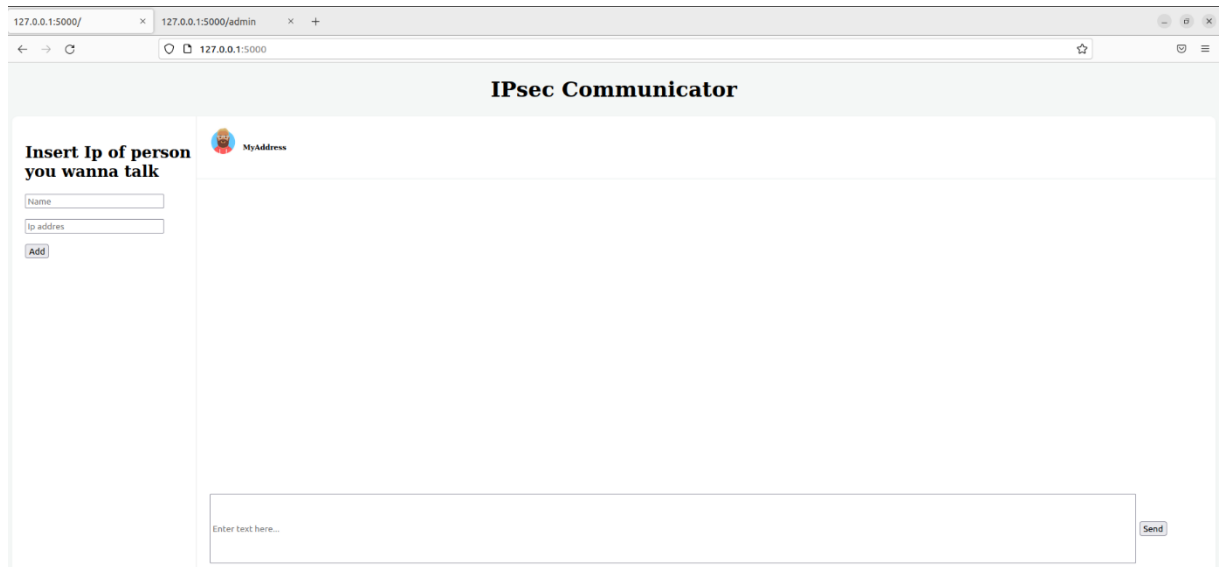 127.0.0.1:5000/ × 127.0.0.1:5000/admin × +
127.0.0.1:5000
IPsec Communicator
Insert Ip of person
you wanna talk
MyAddress
Name
Ip addres
Add
Enter text here...
Send